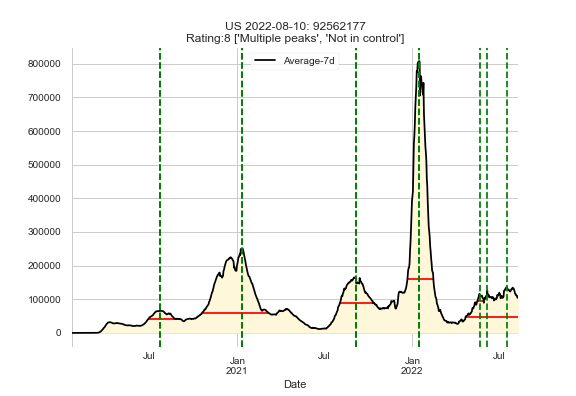 US 2022-08-10: 92562177
Rating:8 ['Multiple peaks', 'Not in control']
Average-7d
800000
700000
600000
500000
400000
300000
200000
100000
0
Jul
Jan
2021
Jul
Jan
2022
Jul
Date